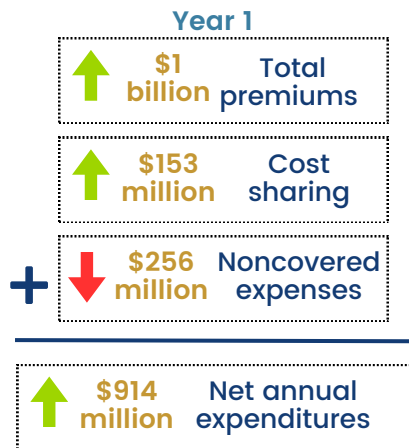 Year 1
$1 Total
billion premiums
$153 Cost
million sharing
+ $256 Noncovered
million expenses
$914 Net annual
million expenditures